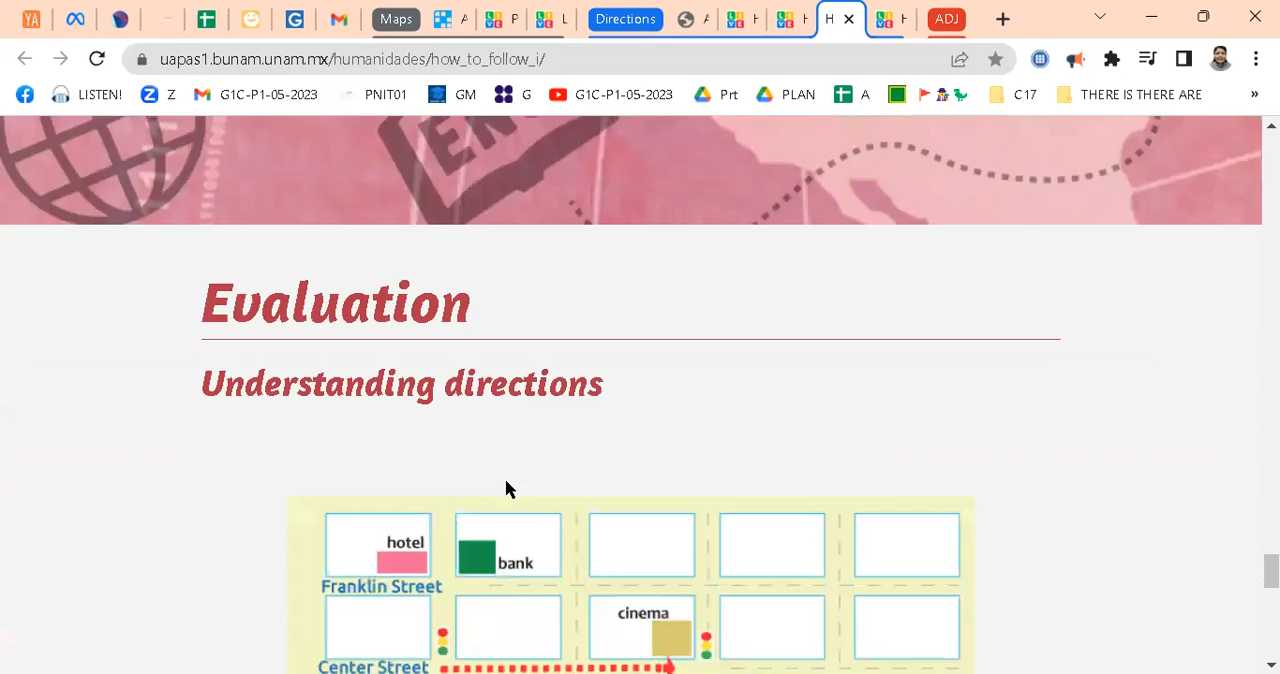 Maps
A
P
L
Directions
A
H
H
H
H
ADJ
uapas1.bunam.unam.mx/humanidades/how_to_follow_i/
LISTEN!
Z
G1C-P1-05-2023
PNIT01
GM
G
G1C-P1-05-2023
Prt
PLAN
A
C17
THERE IS THERE ARE
»
Evaluation
Understanding directions
hotel
bank
Franklin Street
cinema
Center Street